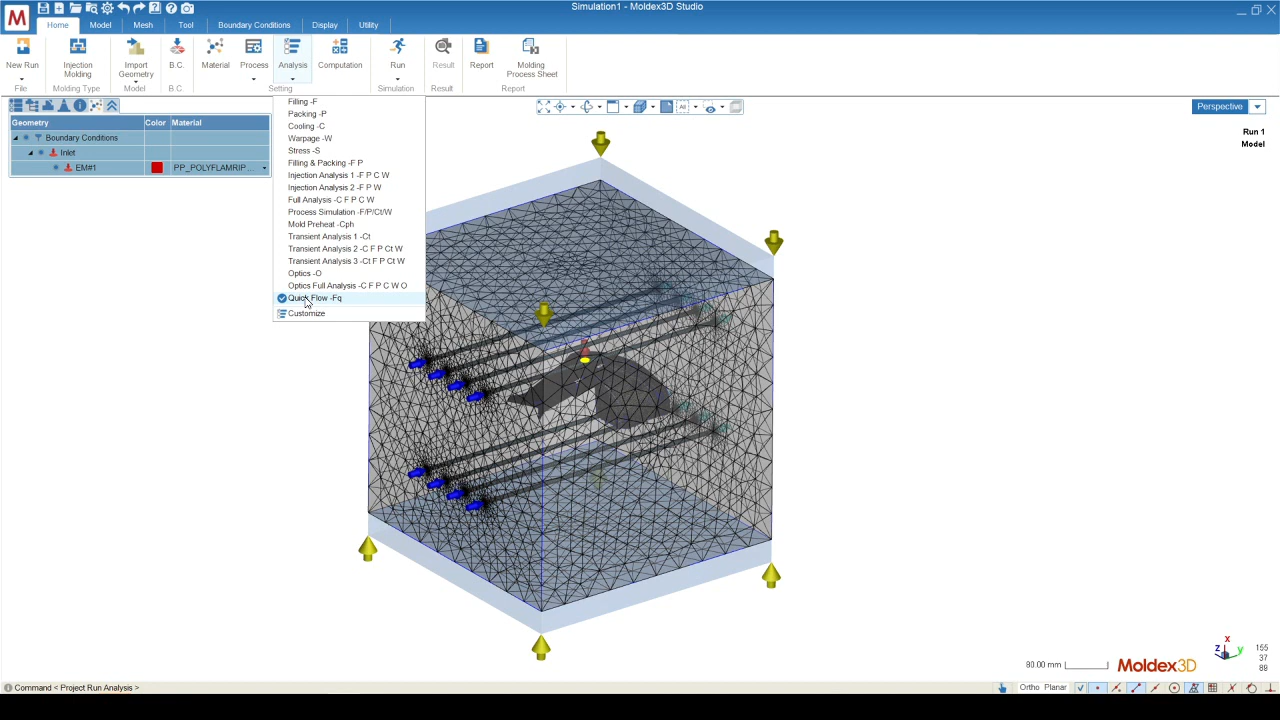 Simulation1 - Moldex3D Studio
Home
Model
Mesh
Tool
Boundary Conditions
Display
Utility
New Run
Injection
Molding
Import
Geometry
B.C.
Material
Process
Analysis
Computation
Run
Result
Report
Molding
Process Sheet
File
Molding Type
Model
B.C.
Setting
Simulation
Result
Report
Geometry
Color
Material
Boundary Conditions
Inlet
EM#1
PP_POLYFLAMRIP ...
Filling -F
Packing -P
Cooling -C
Warpage -W
Stress -S
Filling & Packing -F P
Injection Analysis 1 -F P C W
Injection Analysis 2 -F P W
Full Analysis -C F P C W
Process Simulation -F/P/Ct/W
Mold Preheat -Cph
Transient Analysis 1 -Ct
Transient Analysis 2 -C F P Ct W
Transient Analysis 3 -Ct F P Ct W
Optics -O
Optics Full Analysis -C F P C W O
Quick Flow -Fq
Customize
Perspective
Run 1
Model
80.00 mm
Moldex3D
X
Z
y
155
37
89
Command < Project Run Analysis >
Ortho
Planar